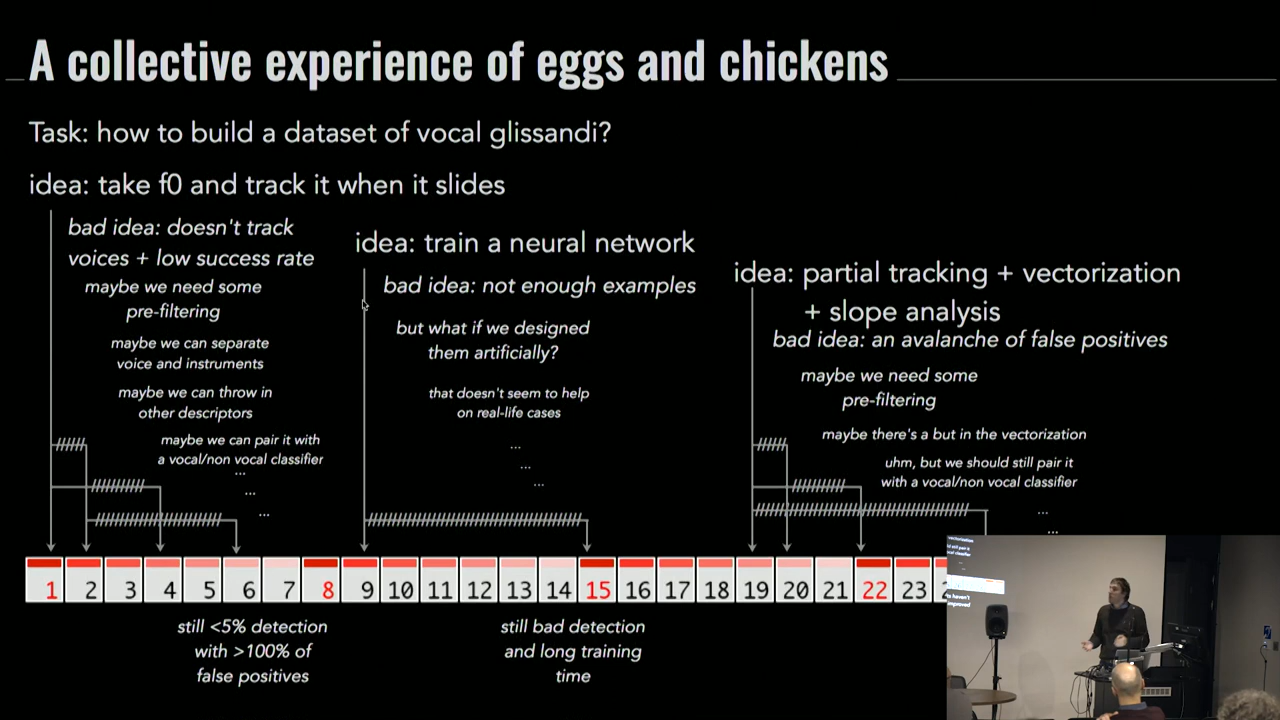 A collective experience of eggs and chickens
Task: how to build a dataset of vocal glissandi?
idea: take f0 and track it when it slides
bad idea: doesn't track
voices + low success rate
maybe we need some
pre-filtering
maybe we can separate
voice and instruments
maybe we can throw in
other descriptors
maybe we can pair it with
a vocal/non vocal classifier
...
...
...
idea: train a neural network
bad idea: not enough examples
but what if we designed
them artificially?
that doesn't seem to help
on real-life cases
...
...
...
idea: partial tracking + vectorization
+ slope analysis
bad idea: an avalanche of false positives
maybe we need some
pre-filtering
maybe there's a but in the vectorization
uhm, but we should still pair it
with a vocal/non vocal classifier
...
...
1 2 3 4 5 6 7 8 9 10 11 12 13 14 15 16 17 18 19 20 21 22 23
still <5% detection
with >100% of
false positives
still bad detection
and long training
time
vectorization
haven't
improved